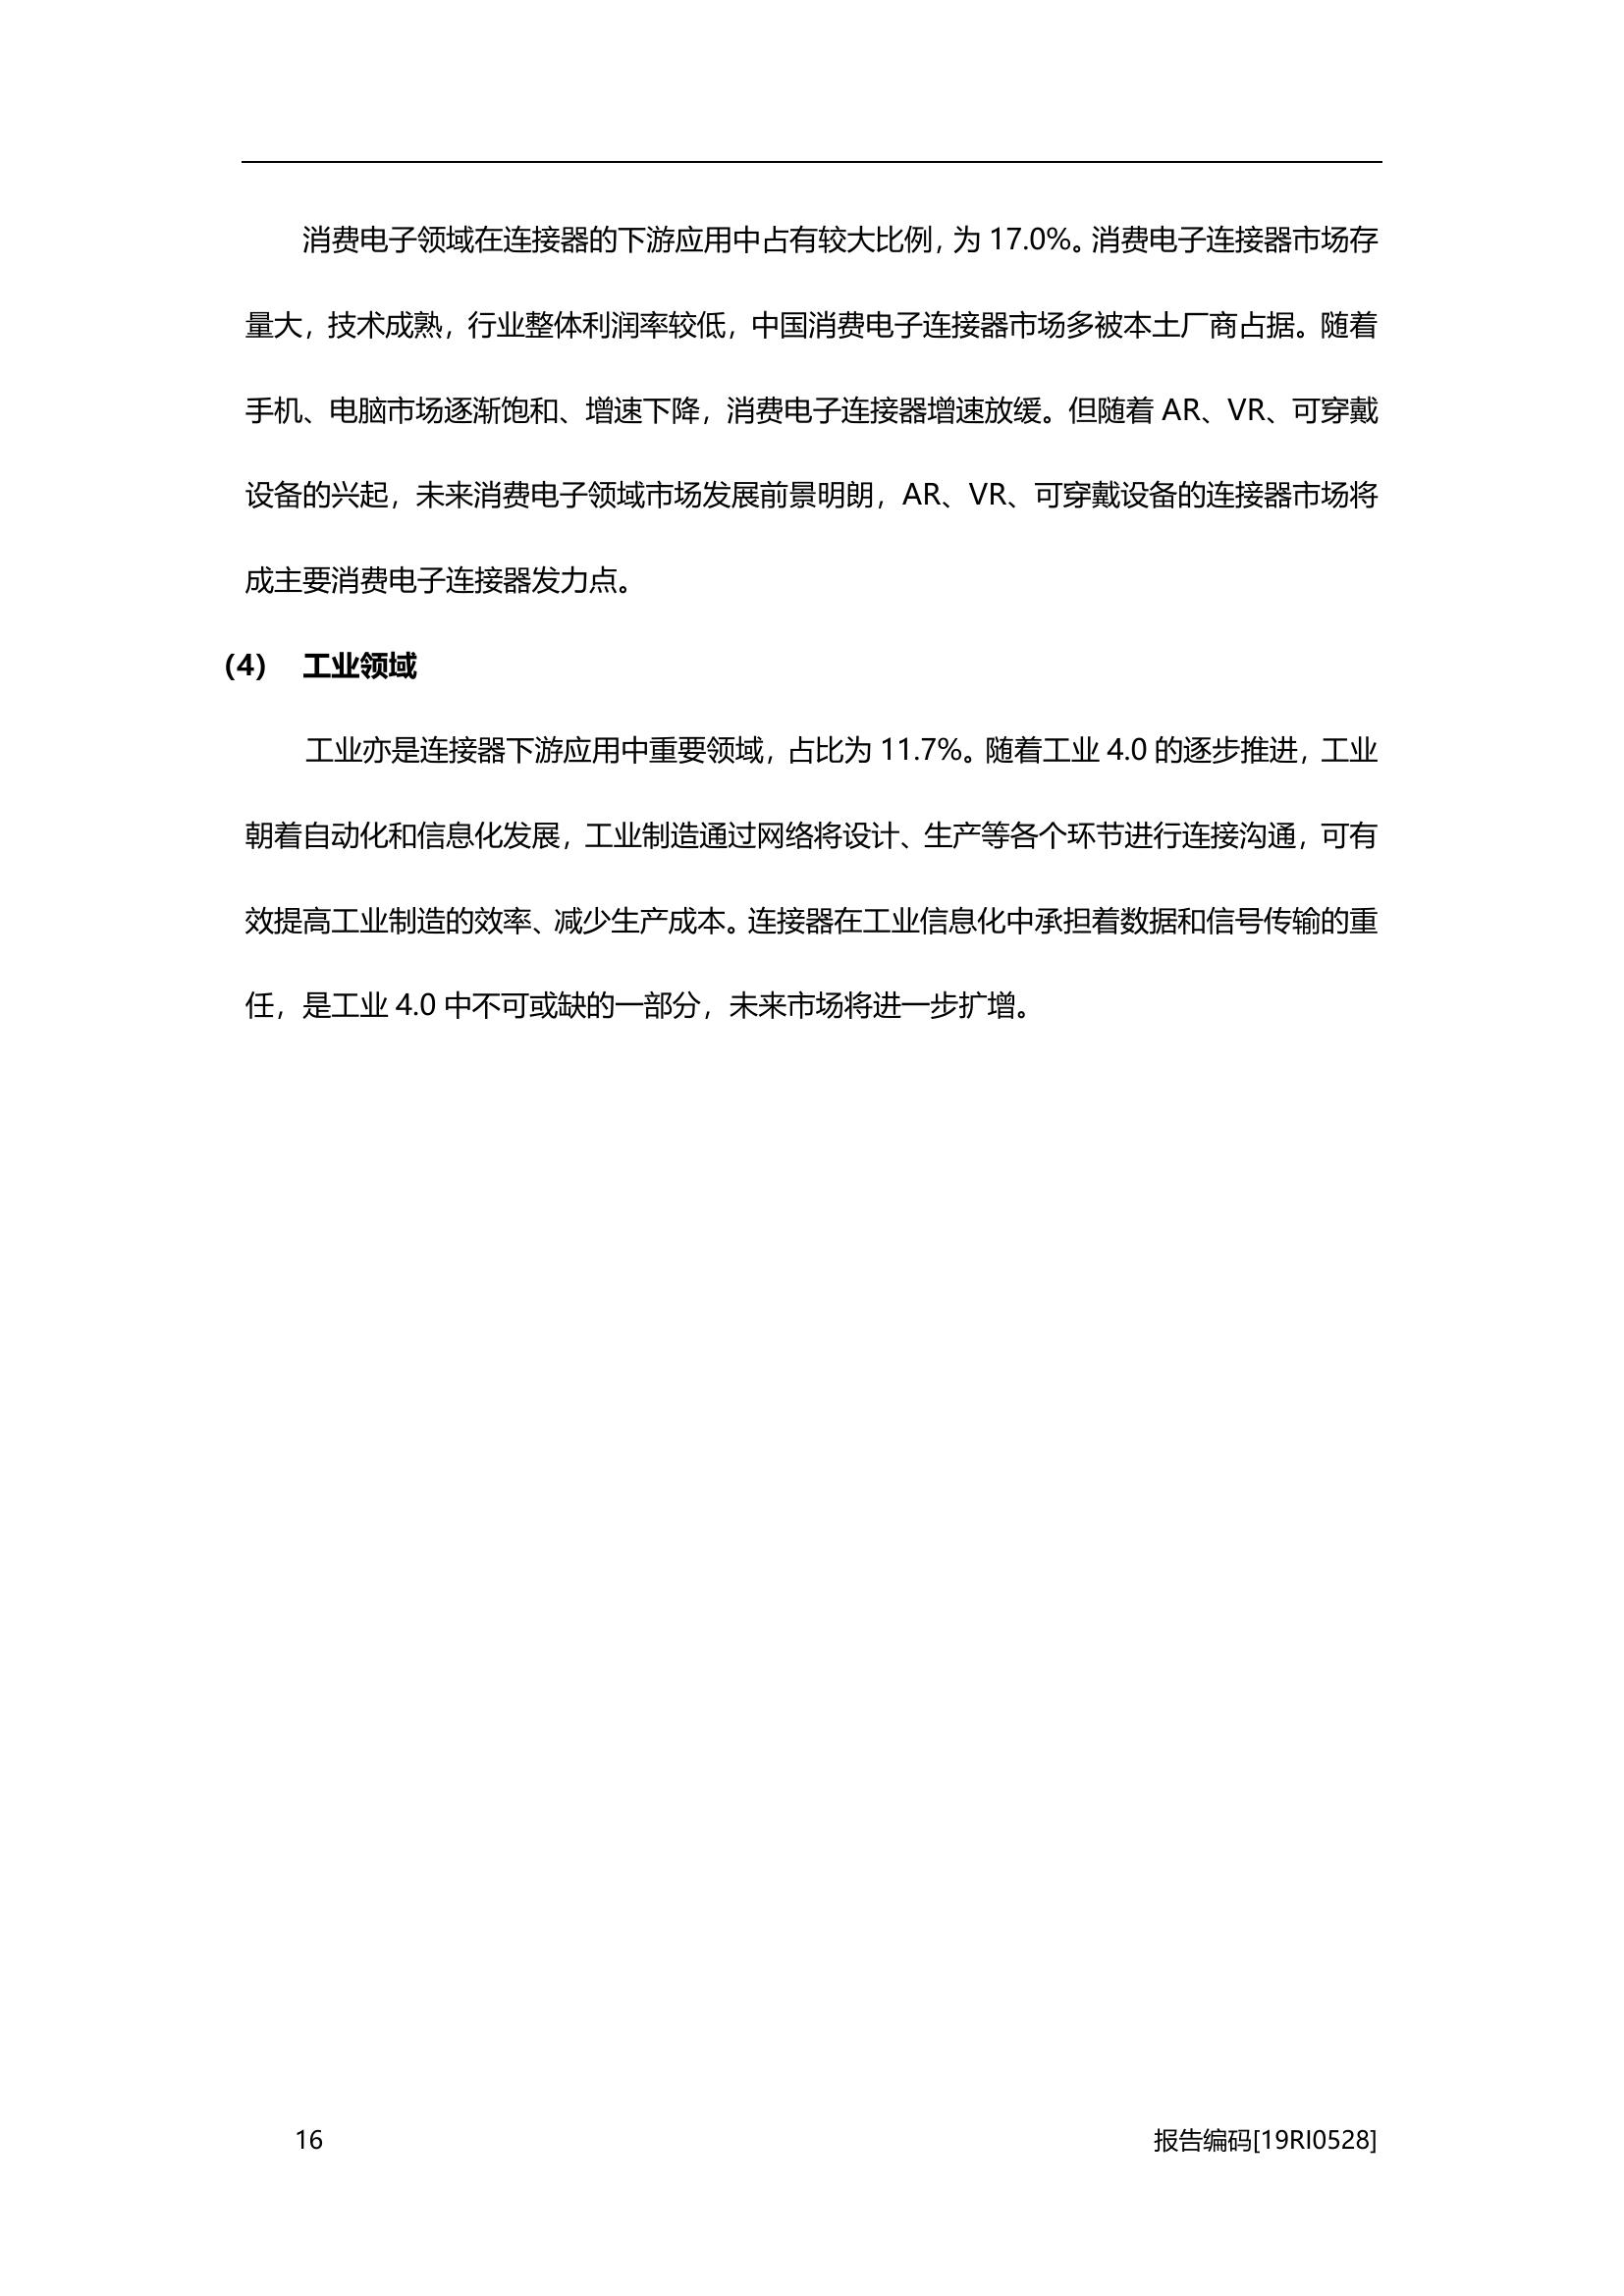 消费电子领域在连接器的下游应用中占有较大比例，为 17.0%。消费电子连接器市场存
量大，技术成熟，行业整体利润率较低，中国消费电子连接器市场多被本土厂商占据。随着
手机、电脑市场逐渐饱和、增速下降，消费电子连接器增速放缓。但随着 AR、VR、可穿戴
设备的兴起，未来消费电子领域市场发展前景明朗，AR、VR、可穿戴设备的连接器市场将
成主要消费电子连接器发力点。
（4） 工业领域
工业亦是连接器下游应用中重要领域，占比为 11.7%。随着工业 4.0 的逐步推进，工业
朝着自动化和信息化发展，工业制造通过网络将设计、生产等各个环节进行连接沟通，可有
效提高工业制造的效率、减少生产成本。连接器在工业信息化中承担着数据和信号传输的重
任，是工业 4.0 中不可或缺的一部分，未来市场将进一步扩增。
16 报告编码[19RI0528]